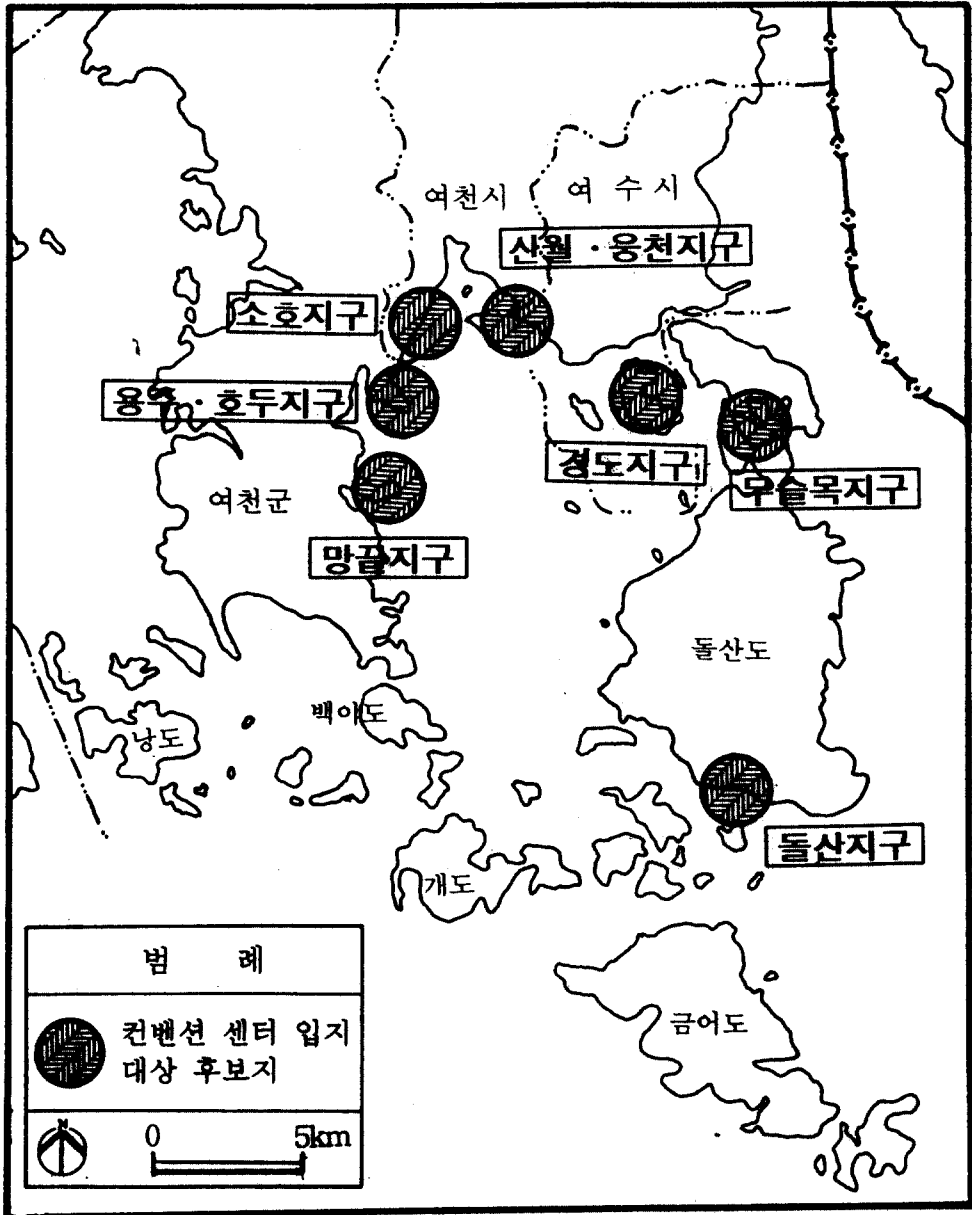 여천시
여 수 시
산월 · 웅천지구
소호지구
용주 · 호두지구
경도지구
무슬목지구
여천군
망끝지구
돌산도
백야도
낭도
돌산지구
개도
금어도
범 례
컨벤션 센터 입지
대상 후보지
N
0 5km